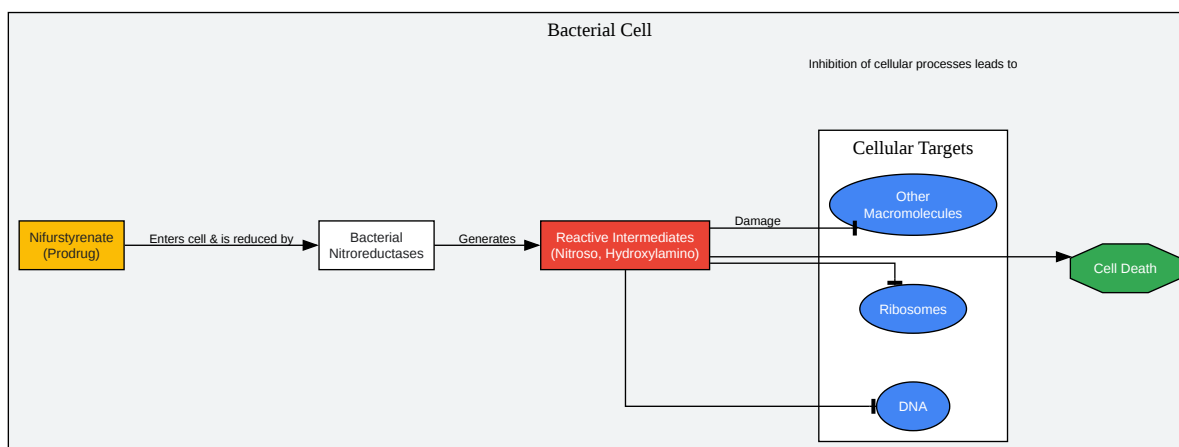 Bacterial Cell
Inhibition of cellular processes leads to
Cellular Targets
Other
Macromolecules
Damage
Nifurstyrenate
(Prodrug)
Enters cell & is reduced by
Bacterial
Nitroreductases
Generates
Reactive Intermediates
(Nitroso, Hydroxylamino)
Cell Death
Ribosomes
DNA